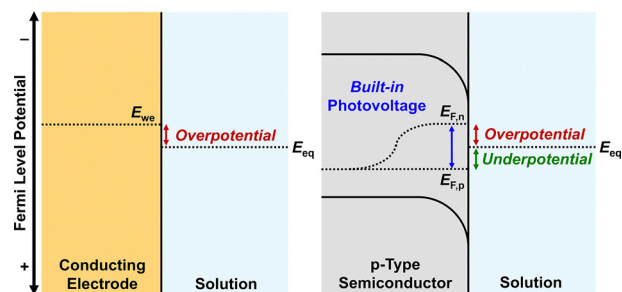 Fermi Level Potential
–
+
E_we
Overpotential
E_eq
Conducting
Electrode
Solution
Built-in
Photovoltage
E_F,n
E_F,p
Overpotential
Underpotential
E_eq
p-Type
Semiconductor
Solution